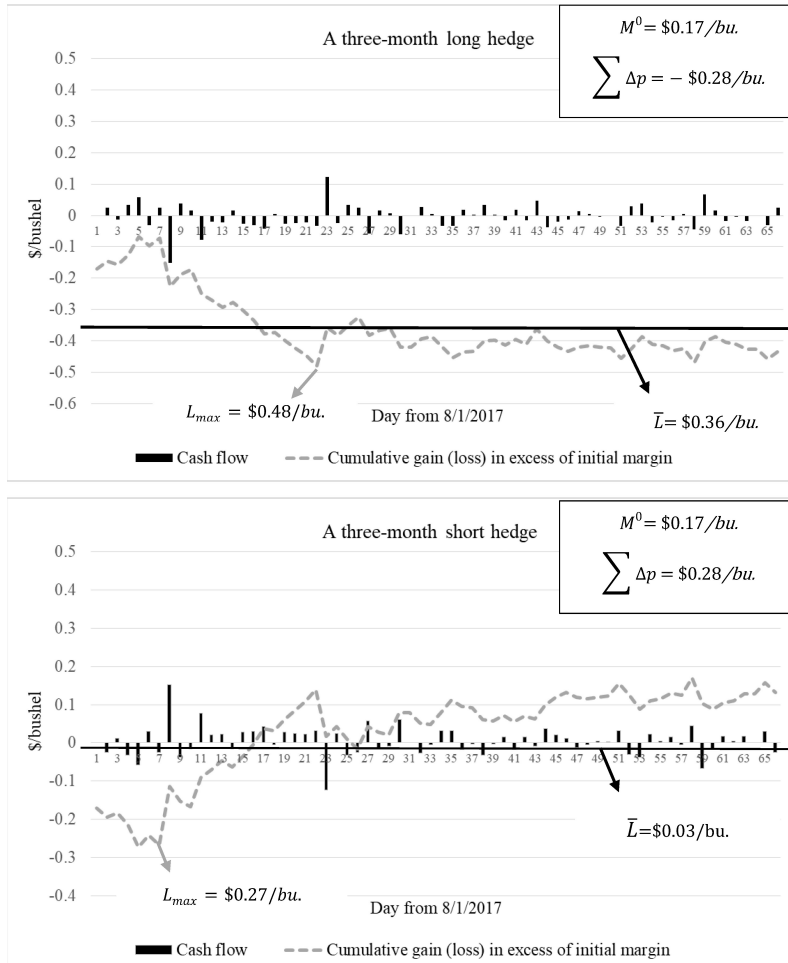 A three-month long hedge
M⁰= $0.17/bu.
∑ Δp = − $0.28/bu.
$/bushel
0.5
0.4
0.3
0.2
0.1
0
-0.1
-0.2
-0.3
-0.4
-0.5
-0.6
1 3 5 7 9 11 13 15 17 19 21 23 25 27 29 31 33 35 37 39 41 43 45 47 49 51 53 55 57 59 61 63 65
L_max = $0.48/bu.
Day from 8/1/2017
L̅= $0.36/bu.
Cash flow Cumulative gain (loss) in excess of initial margin
A three-month short hedge
M⁰= $0.17/bu.
∑ Δp = $0.28/bu.
$/bushel
0.5
0.4
0.3
0.2
0.1
0
-0.1
-0.2
-0.3
-0.4
1 3 5 7 9 11 13 15 17 19 21 23 25 27 29 31 33 35 37 39 41 43 45 47 49 51 53 55 57 59 61 63 65
L̅=$0.03/bu.
L_max = $0.27/bu.
Day from 8/1/2017
Cash flow Cumulative gain (loss) in excess of initial margin